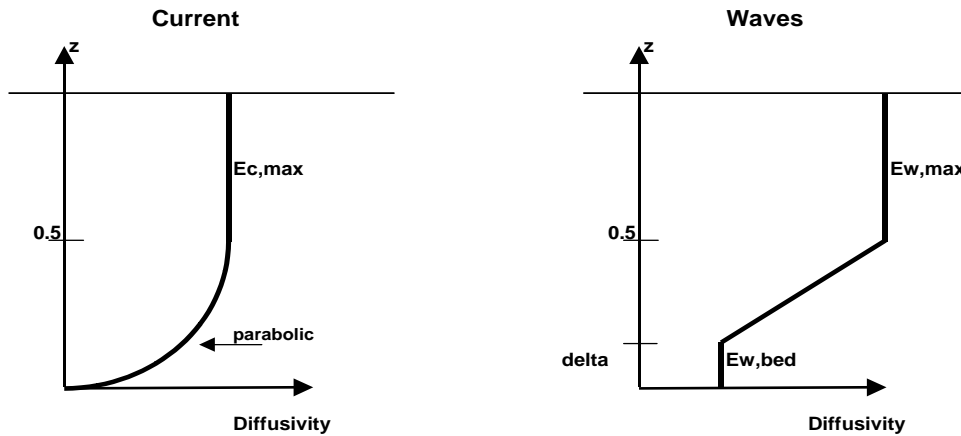 Current
z
Ec,max
0.5
parabolic
Diffusivity
Waves
z
Ew,max
0.5
delta
Ew,bed
Diffusivity